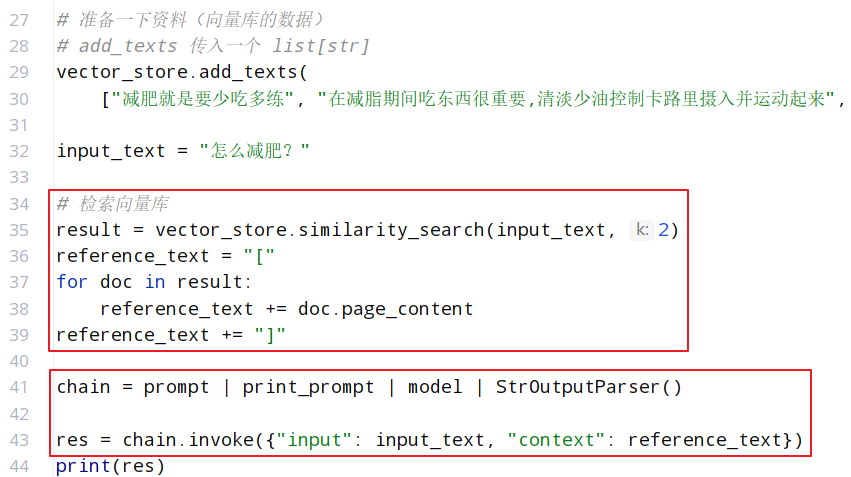 27 # 准备一下资料（向量库的数据）
28 # add_texts 传入一个 list[str]
29 vector_store.add_texts(
30     ["减肥就是要少吃多练", "在减脂期间吃东西很重要,清淡少油控制卡路里摄入并运动起来",
31
32 input_text = "怎么减肥？"
33
34 # 检索向量库
35 result = vector_store.similarity_search(input_text, k: 2)
36 reference_text = "["
37 for doc in result:
38     reference_text += doc.page_content
39 reference_text += "]"
40
41 chain = prompt | print_prompt | model | StrOutputParser()
42
43 res = chain.invoke({"input": input_text, "context": reference_text})
44 print(res)